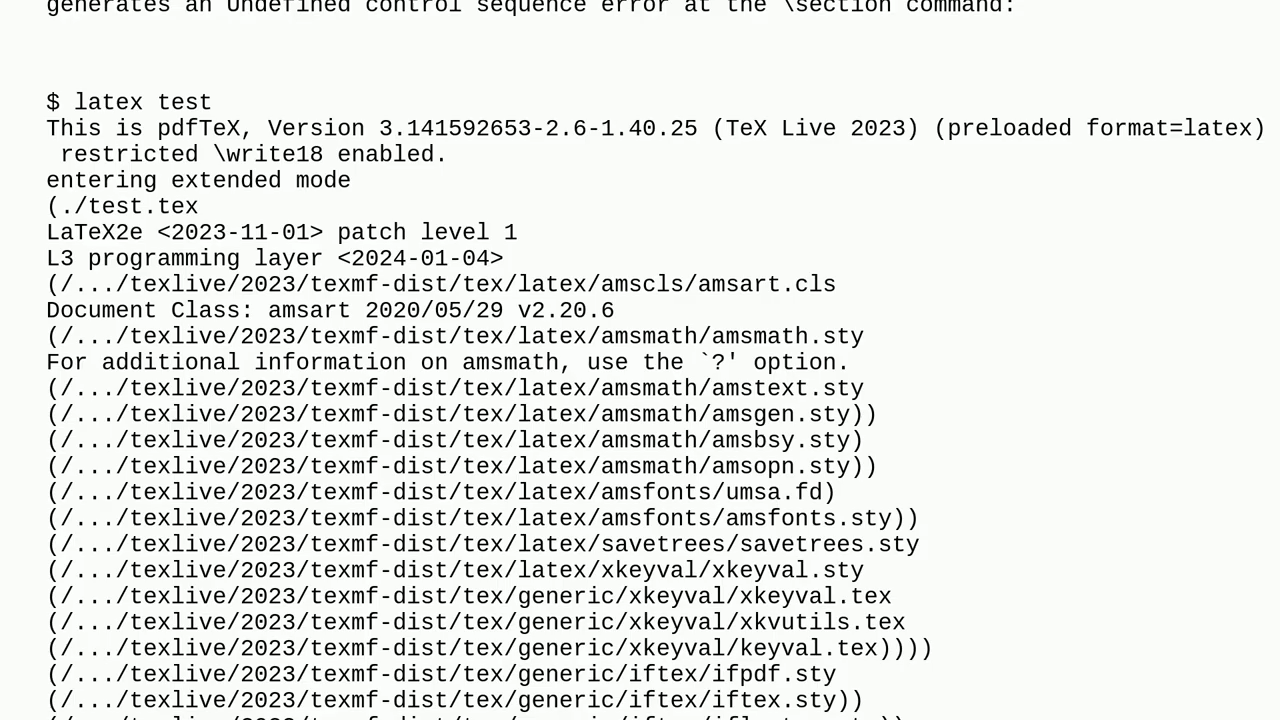 generates an Undefined control sequence error at the \section command:
$ latex test
This is pdfTeX, Version 3.141592653-2.6-1.40.25 (TeX Live 2023) (preloaded format=latex)
 restricted \write18 enabled.
entering extended mode
(./test.tex
LaTeX2e <2023-11-01> patch level 1
L3 programming layer <2024-01-04>
(/.../texlive/2023/texmf-dist/tex/latex/amscls/amsart.cls
Document Class: amsart 2020/05/29 v2.20.6
(/.../texlive/2023/texmf-dist/tex/latex/amsmath/amsmath.sty
For additional information on amsmath, use the `?' option.
(/.../texlive/2023/texmf-dist/tex/latex/amsmath/amstext.sty
(/.../texlive/2023/texmf-dist/tex/latex/amsmath/amsgen.sty))
(/.../texlive/2023/texmf-dist/tex/latex/amsmath/amsbsy.sty)
(/.../texlive/2023/texmf-dist/tex/latex/amsmath/amsopn.sty))
(/.../texlive/2023/texmf-dist/tex/latex/amsfonts/umsa.fd)
(/.../texlive/2023/texmf-dist/tex/latex/amsfonts/amsfonts.sty))
(/.../texlive/2023/texmf-dist/tex/latex/savetrees/savetrees.sty
(/.../texlive/2023/texmf-dist/tex/latex/xkeyval/xkeyval.sty
(/.../texlive/2023/texmf-dist/tex/generic/xkeyval/xkeyval.tex
(/.../texlive/2023/texmf-dist/tex/generic/xkeyval/xkvutils.tex
(/.../texlive/2023/texmf-dist/tex/generic/xkeyval/keyval.tex))))
(/.../texlive/2023/texmf-dist/tex/generic/iftex/ifpdf.sty
(/.../texlive/2023/texmf-dist/tex/generic/iftex/iftex.sty))